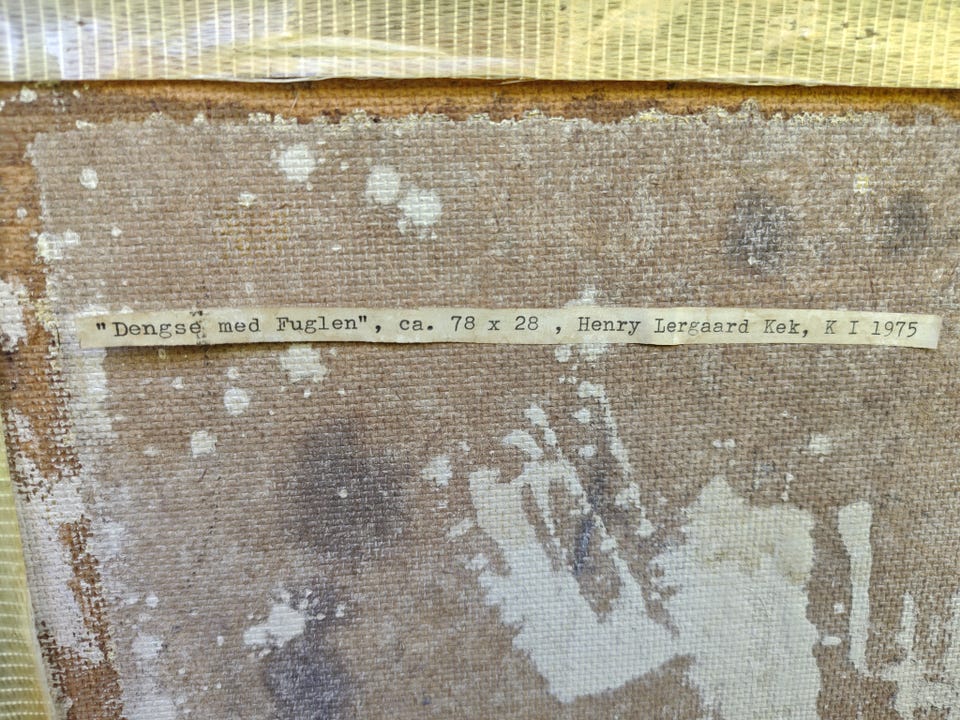 "Dengse med Fuglen", ca. 78 x 28 , Henry Lergaard Kek, K I 1975